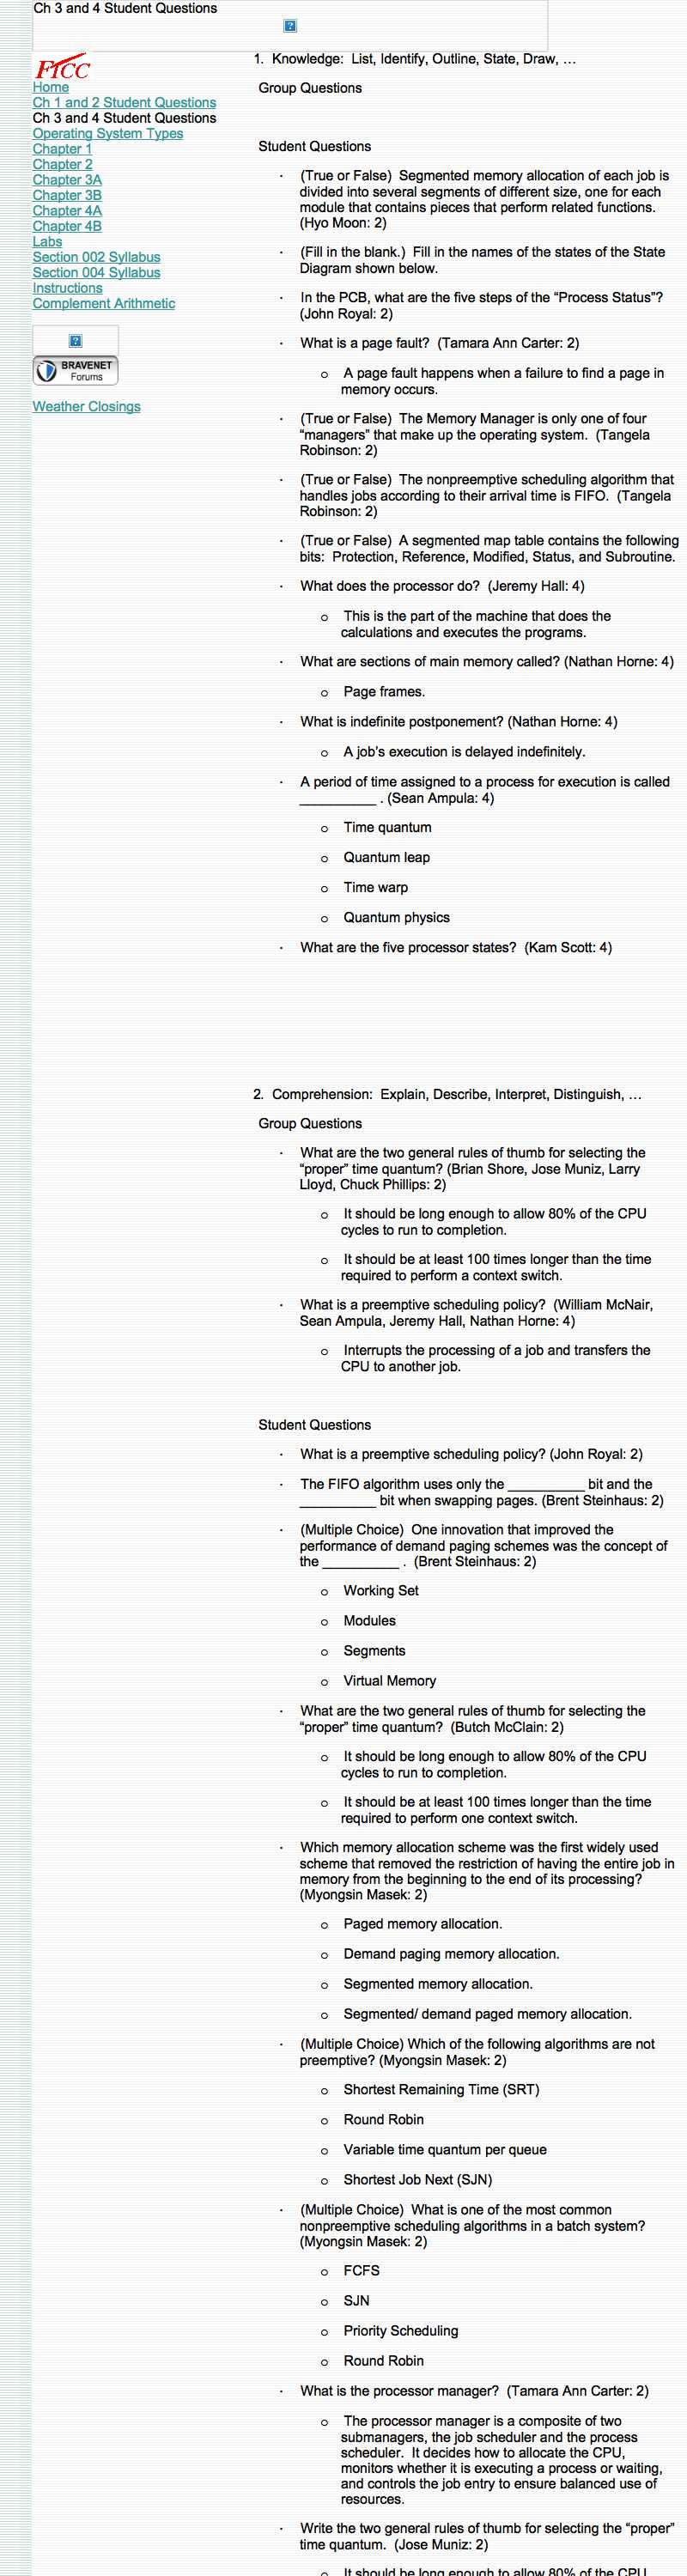 Ch 3 and 4 Student Questions
FTCC
Home
Ch 1 and 2 Student Questions
Ch 3 and 4 Student Questions
Operating System Types
Chapter 1
Chapter 2
Chapter 3A
Chapter 3B
Chapter 4A
Chapter 4B
Labs
Section 002 Syllabus
Section 004 Syllabus
Instructions
Complement Arithmetic
BRAVENET
Forums
Weather Closings
1. Knowledge: List, Identify, Outline, State, Draw, …
Group Questions
Student Questions
· (True or False) Segmented memory allocation of each job is
divided into several segments of different size, one for each
module that contains pieces that perform related functions.
(Hyo Moon: 2)
· (Fill in the blank.) Fill in the names of the states of the State
Diagram shown below.
· In the PCB, what are the five steps of the “Process Status”?
(John Royal: 2)
· What is a page fault? (Tamara Ann Carter: 2)
o A page fault happens when a failure to find a page in
memory occurs.
· (True or False) The Memory Manager is only one of four
“managers” that make up the operating system. (Tangela
Robinson: 2)
· (True or False) The nonpreemptive scheduling algorithm that
handles jobs according to their arrival time is FIFO. (Tangela
Robinson: 2)
· (True or False) A segmented map table contains the following
bits: Protection, Reference, Modified, Status, and Subroutine.
· What does the processor do? (Jeremy Hall: 4)
o This is the part of the machine that does the
calculations and executes the programs.
· What are sections of main memory called? (Nathan Horne: 4)
o Page frames.
· What is indefinite postponement? (Nathan Horne: 4)
o A job’s execution is delayed indefinitely.
· A period of time assigned to a process for execution is called
__________ . (Sean Ampula: 4)
o Time quantum
o Quantum leap
o Time warp
o Quantum physics
· What are the five processor states? (Kam Scott: 4)
2. Comprehension: Explain, Describe, Interpret, Distinguish, …
Group Questions
· What are the two general rules of thumb for selecting the
“proper” time quantum? (Brian Shore, Jose Muniz, Larry
Lloyd, Chuck Phillips: 2)
o It should be long enough to allow 80% of the CPU
cycles to run to completion.
o It should be at least 100 times longer than the time
required to perform a context switch.
· What is a preemptive scheduling policy? (William McNair,
Sean Ampula, Jeremy Hall, Nathan Horne: 4)
o Interrupts the processing of a job and transfers the
CPU to another job.
Student Questions
· What is a preemptive scheduling policy? (John Royal: 2)
· The FIFO algorithm uses only the __________ bit and the
__________ bit when swapping pages. (Brent Steinhaus: 2)
· (Multiple Choice) One innovation that improved the
performance of demand paging schemes was the concept of
the __________ . (Brent Steinhaus: 2)
o Working Set
o Modules
o Segments
o Virtual Memory
· What are the two general rules of thumb for selecting the
“proper” time quantum? (Butch McClain: 2)
o It should be long enough to allow 80% of the CPU
cycles to run to completion.
o It should be at least 100 times longer than the time
required to perform one context switch.
· Which memory allocation scheme was the first widely used
scheme that removed the restriction of having the entire job in
memory from the beginning to the end of its processing?
(Myongsin Masek: 2)
o Paged memory allocation.
o Demand paging memory allocation.
o Segmented memory allocation.
o Segmented/ demand paged memory allocation.
· (Multiple Choice) Which of the following algorithms are not
preemptive? (Myongsin Masek: 2)
o Shortest Remaining Time (SRT)
o Round Robin
o Variable time quantum per queue
o Shortest Job Next (SJN)
· (Multiple Choice) What is one of the most common
nonpreemptive scheduling algorithms in a batch system?
(Myongsin Masek: 2)
o FCFS
o SJN
o Priority Scheduling
o Round Robin
· What is the processor manager? (Tamara Ann Carter: 2)
o The processor manager is a composite of two
submanagers, the job scheduler and the process
scheduler. It decides how to allocate the CPU,
monitors whether it is executing a process or waiting,
and controls the job entry to ensure balanced use of
resources.
· Write the two general rules of thumb for selecting the “proper”
time quantum. (Jose Muniz: 2)
o It should be long enough to allow 80% of the CPU